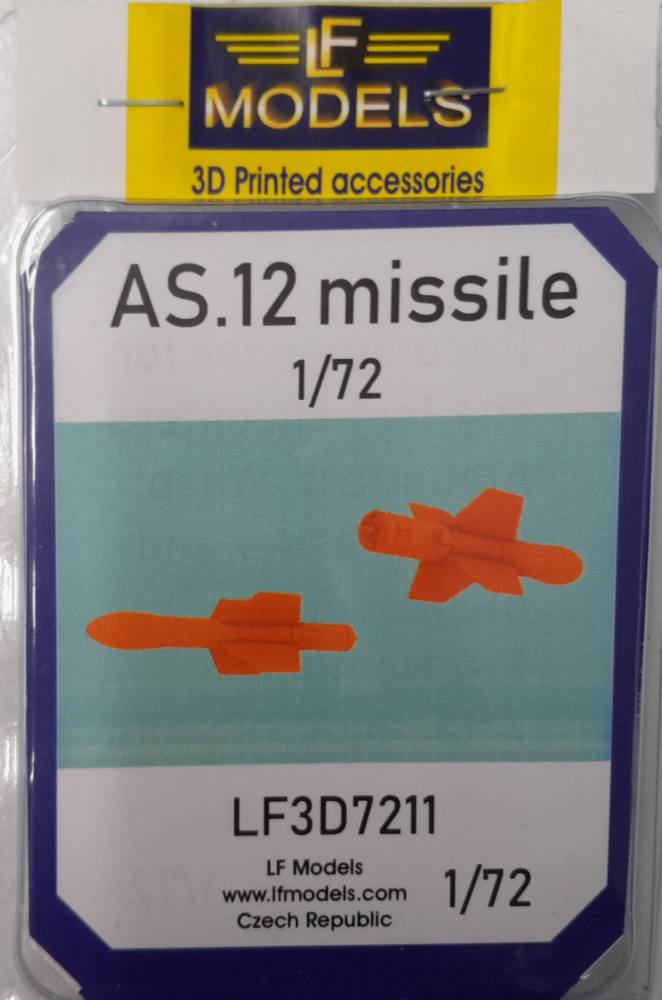 LF
MODELS
3D Printed accessories
AS.12 missile
1/72
LF3D7211
LF Models
www.lfmodels.com
Czech Republic
1/72